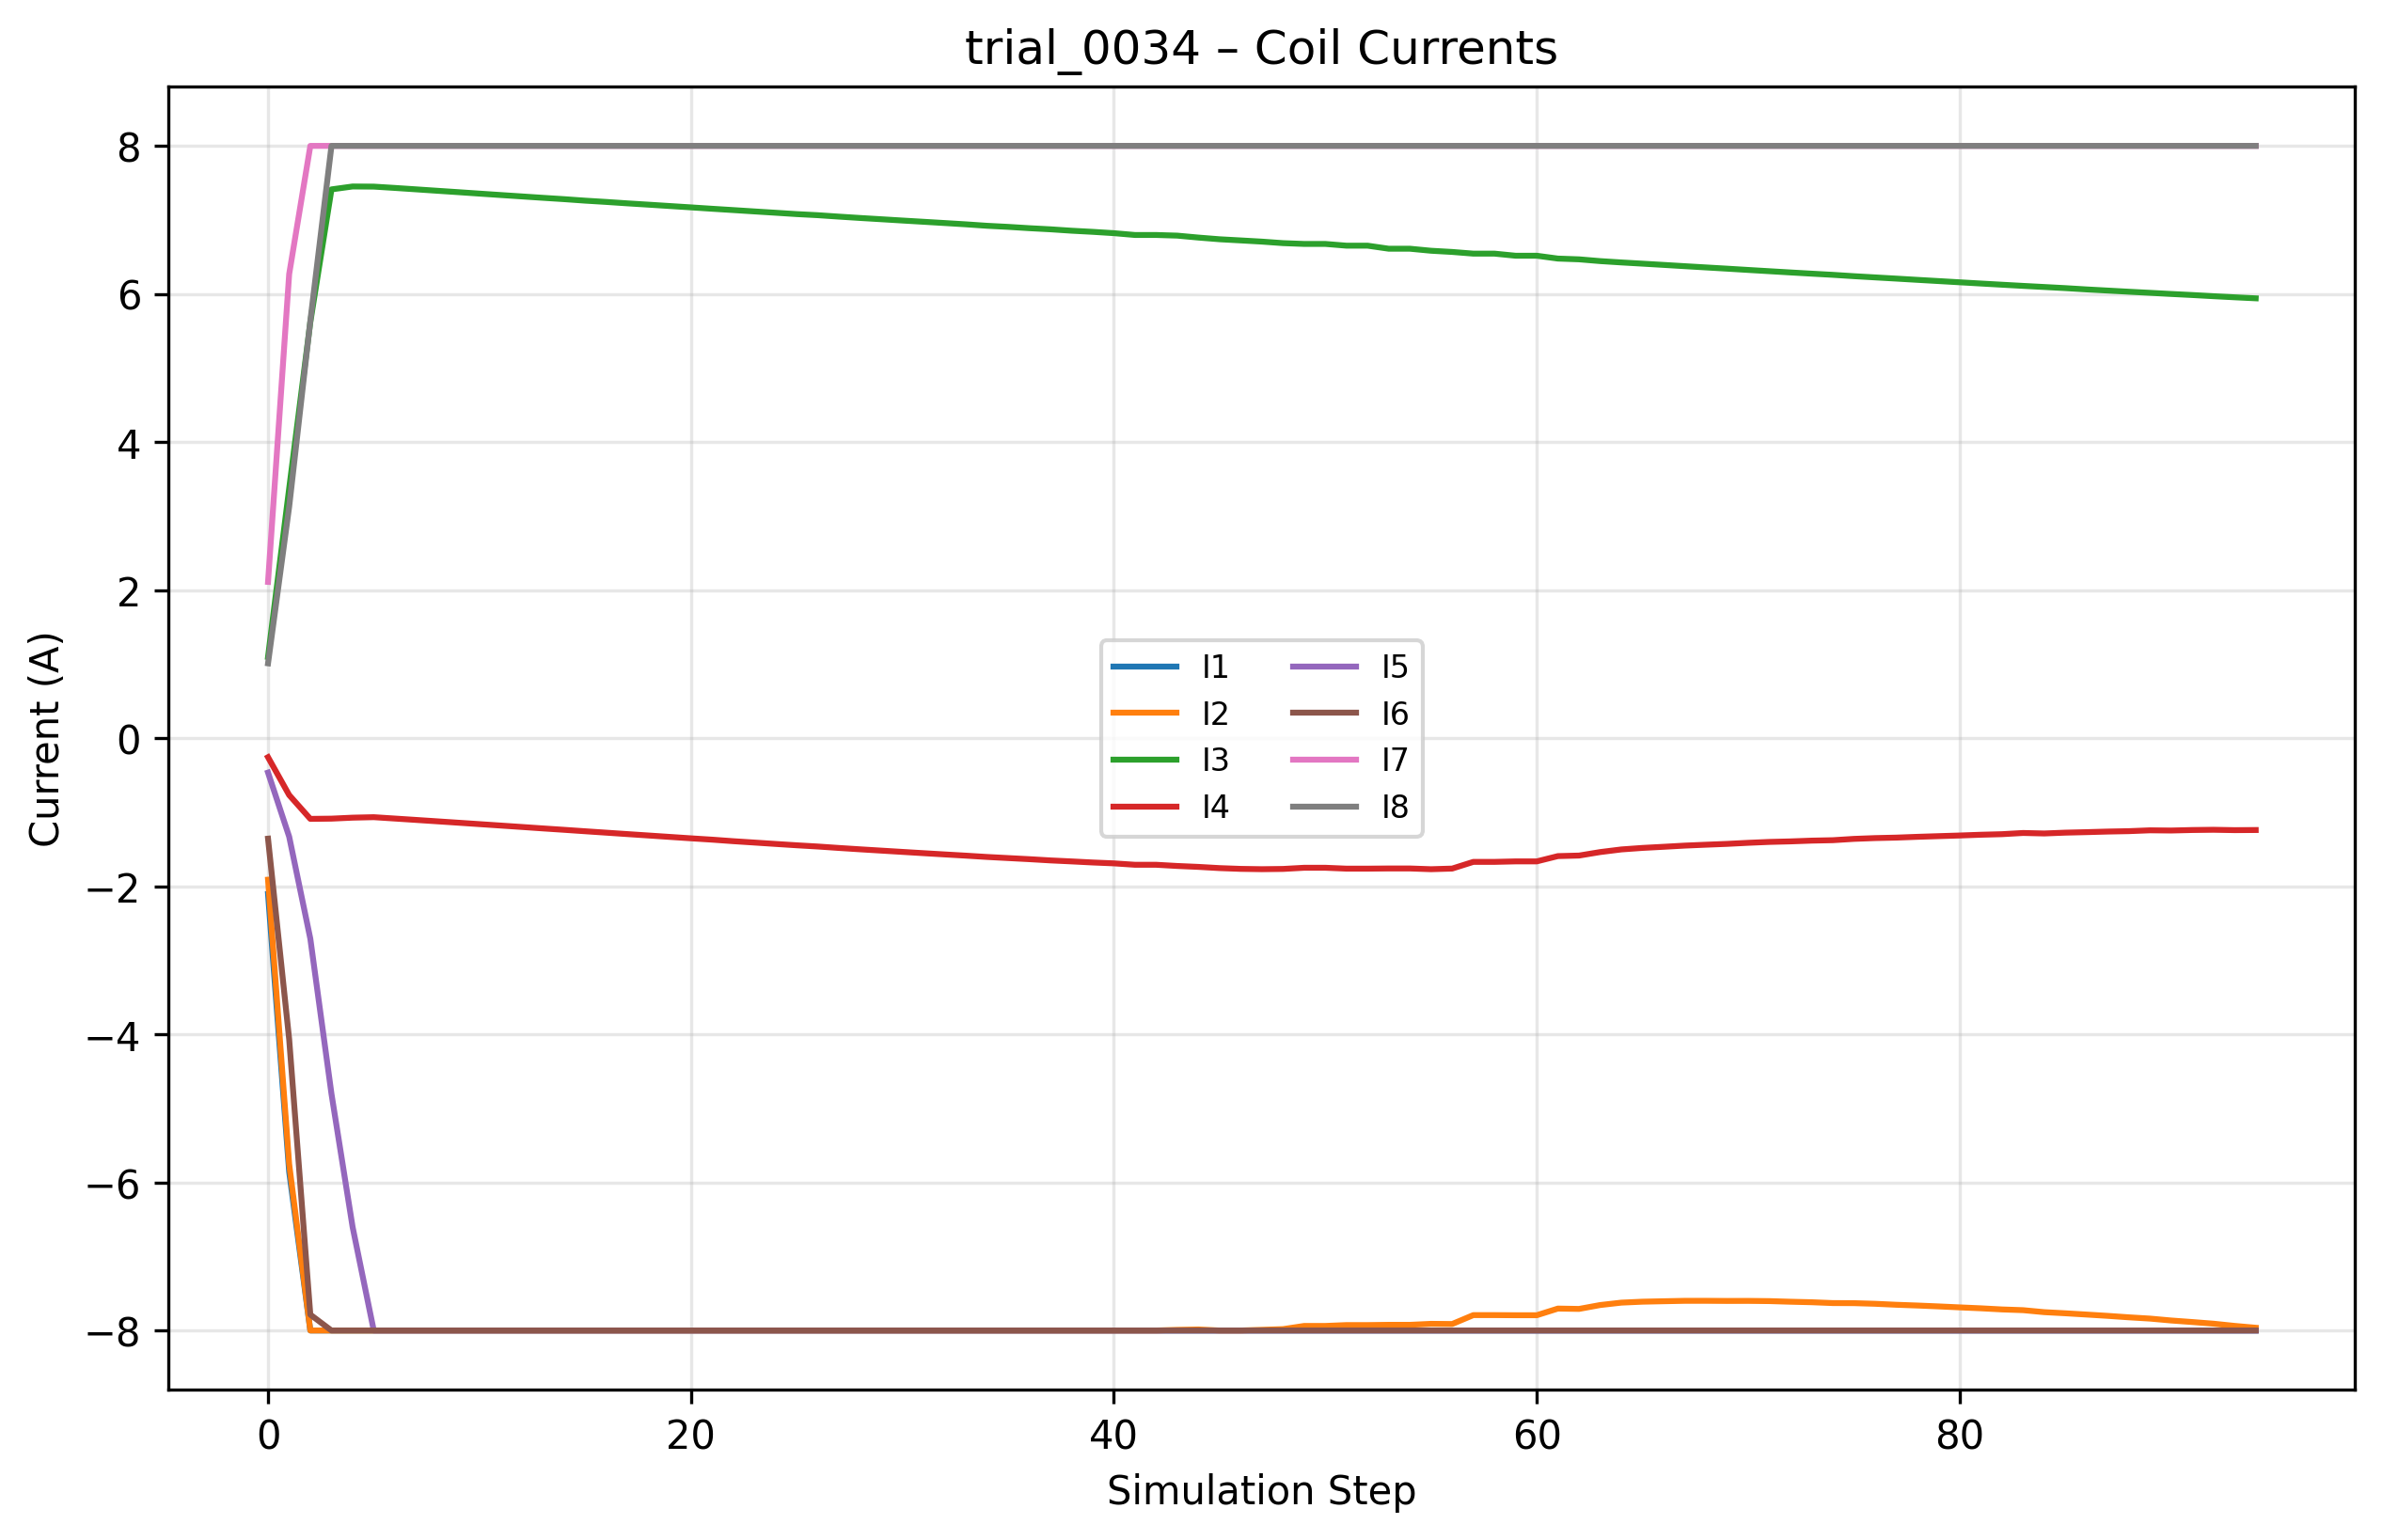 trial_0034 – Coil Currents
Current (A)
8
6
4
2
0
−2
−4
−6
−8
I1
I2
I3
I4
I5
I6
I7
I8
0
20
40
60
80
Simulation Step